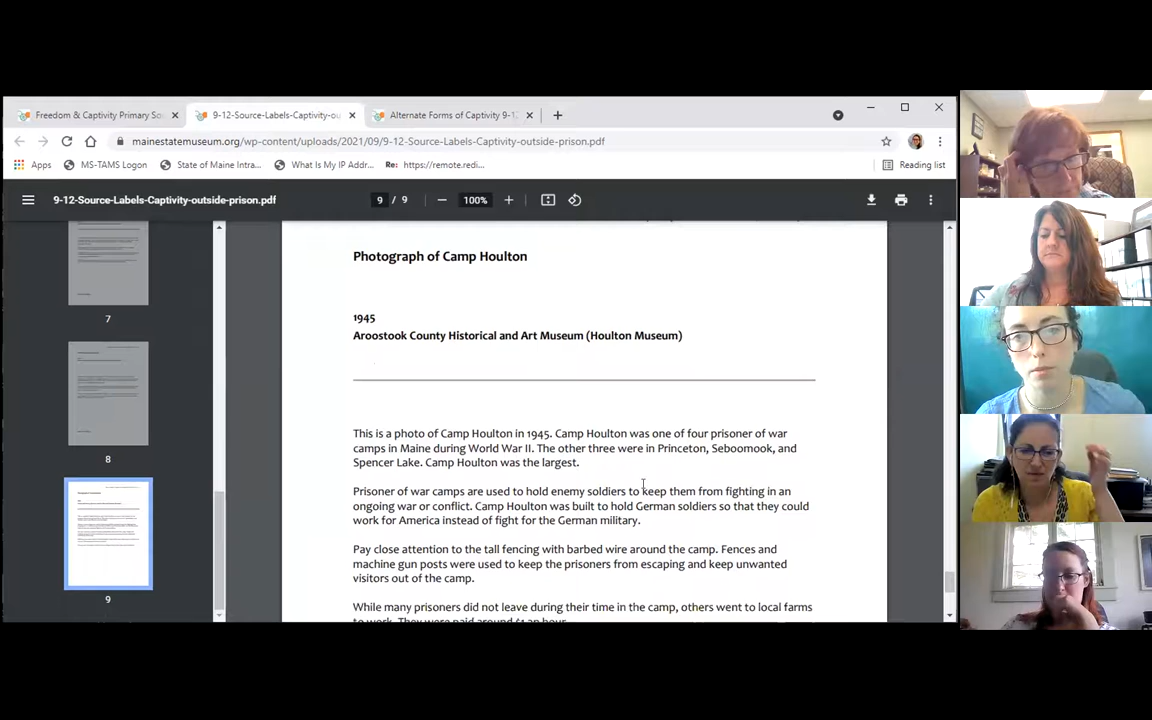 Freedom & Captivity Primary So
9-12-Source-Labels-Captivity-ou
Alternate Forms of Captivity 9-12
mainestatemuseum.org/wp-content/uploads/2021/09/9-12-Source-Labels-Captivity-outside-prison.pdf
Apps
MS-TAMS Logon
State of Maine Intra...
What Is My IP Addr...
Re: https://remote.redi...
Reading list
9-12-Source-Labels-Captivity-outside-prison.pdf
9 / 9
100%
7
8
9
Photograph of Camp Houlton
1945
Aroostook County Historical and Art Museum (Houlton Museum)
This is a photo of Camp Houlton in 1945. Camp Houlton was one of four prisoner of war
camps in Maine during World War II. The other three were in Princeton, Seboomook, and
Spencer Lake. Camp Houlton was the largest.
Prisoner of war camps are used to hold enemy soldiers to keep them from fighting in an
ongoing war or conflict. Camp Houlton was built to hold German soldiers so that they could
work for America instead of fight for the German military.
Pay close attention to the tall fencing with barbed wire around the camp. Fences and
machine gun posts were used to keep the prisoners from escaping and keep unwanted
visitors out of the camp.
While many prisoners did not leave during their time in the camp, others went to local farms
to work. They were paid around $1 an hour.